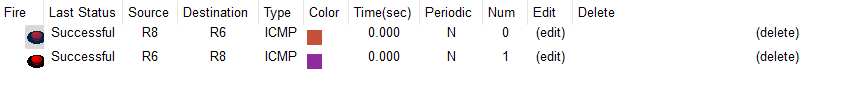 Fire Last Status Source Destination Type Color Time(sec) Periodic Num Edit Delete
Successful R8 R6 ICMP 0.000 N 0 (edit) (delete)
Successful R6 R8 ICMP 0.000 N 1 (edit) (delete)